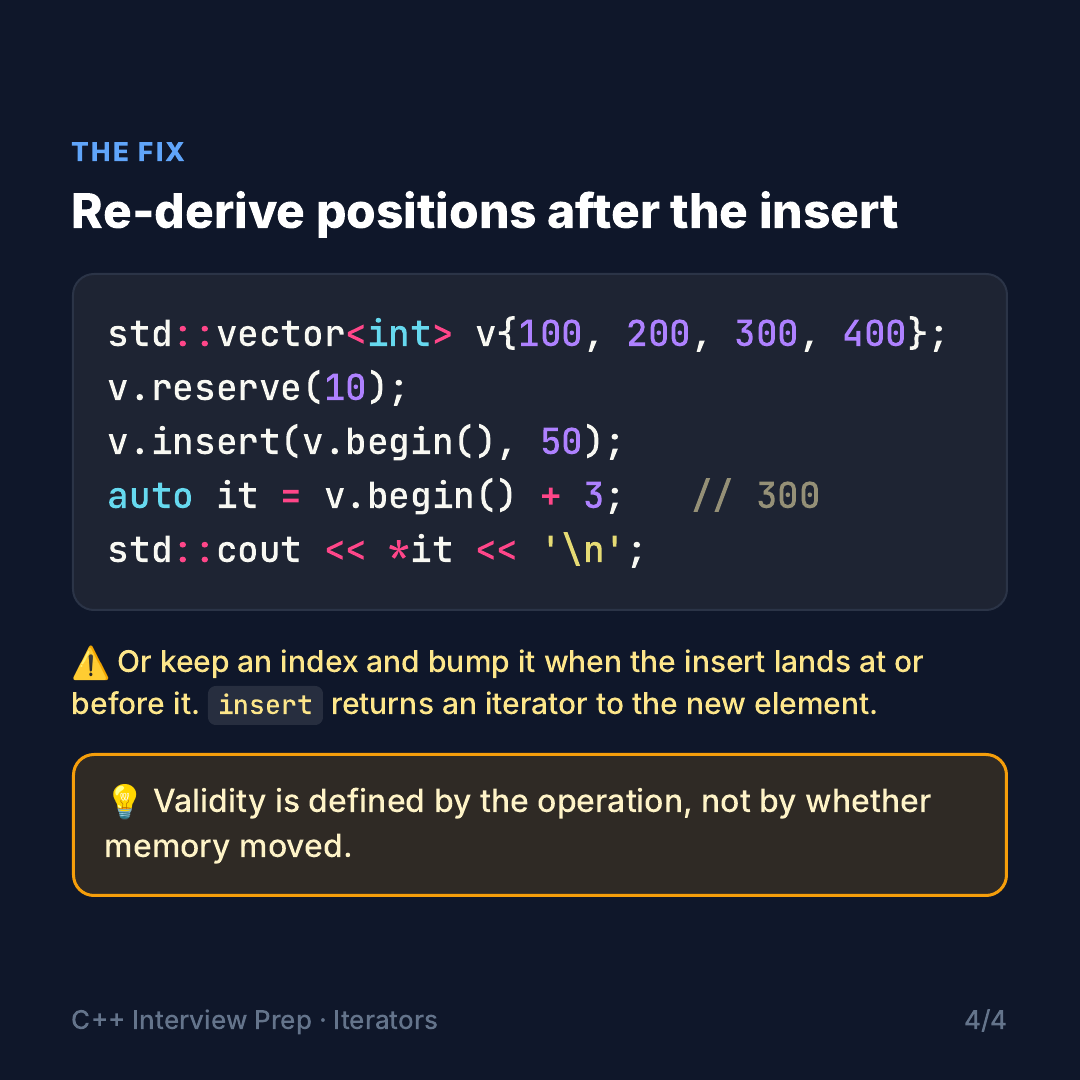 THE FIX
Re-derive positions after the insert
std::vector<int> v{100, 200, 300, 400};
v.reserve(10);
v.insert(v.begin(), 50);
auto it = v.begin() + 3;    // 300
std::cout << *it << '\n';
⚠️ Or keep an index and bump it when the insert lands at or
before it. insert returns an iterator to the new element.
💡 Validity is defined by the operation, not by whether
memory moved.
C++ Interview Prep · Iterators
4/4